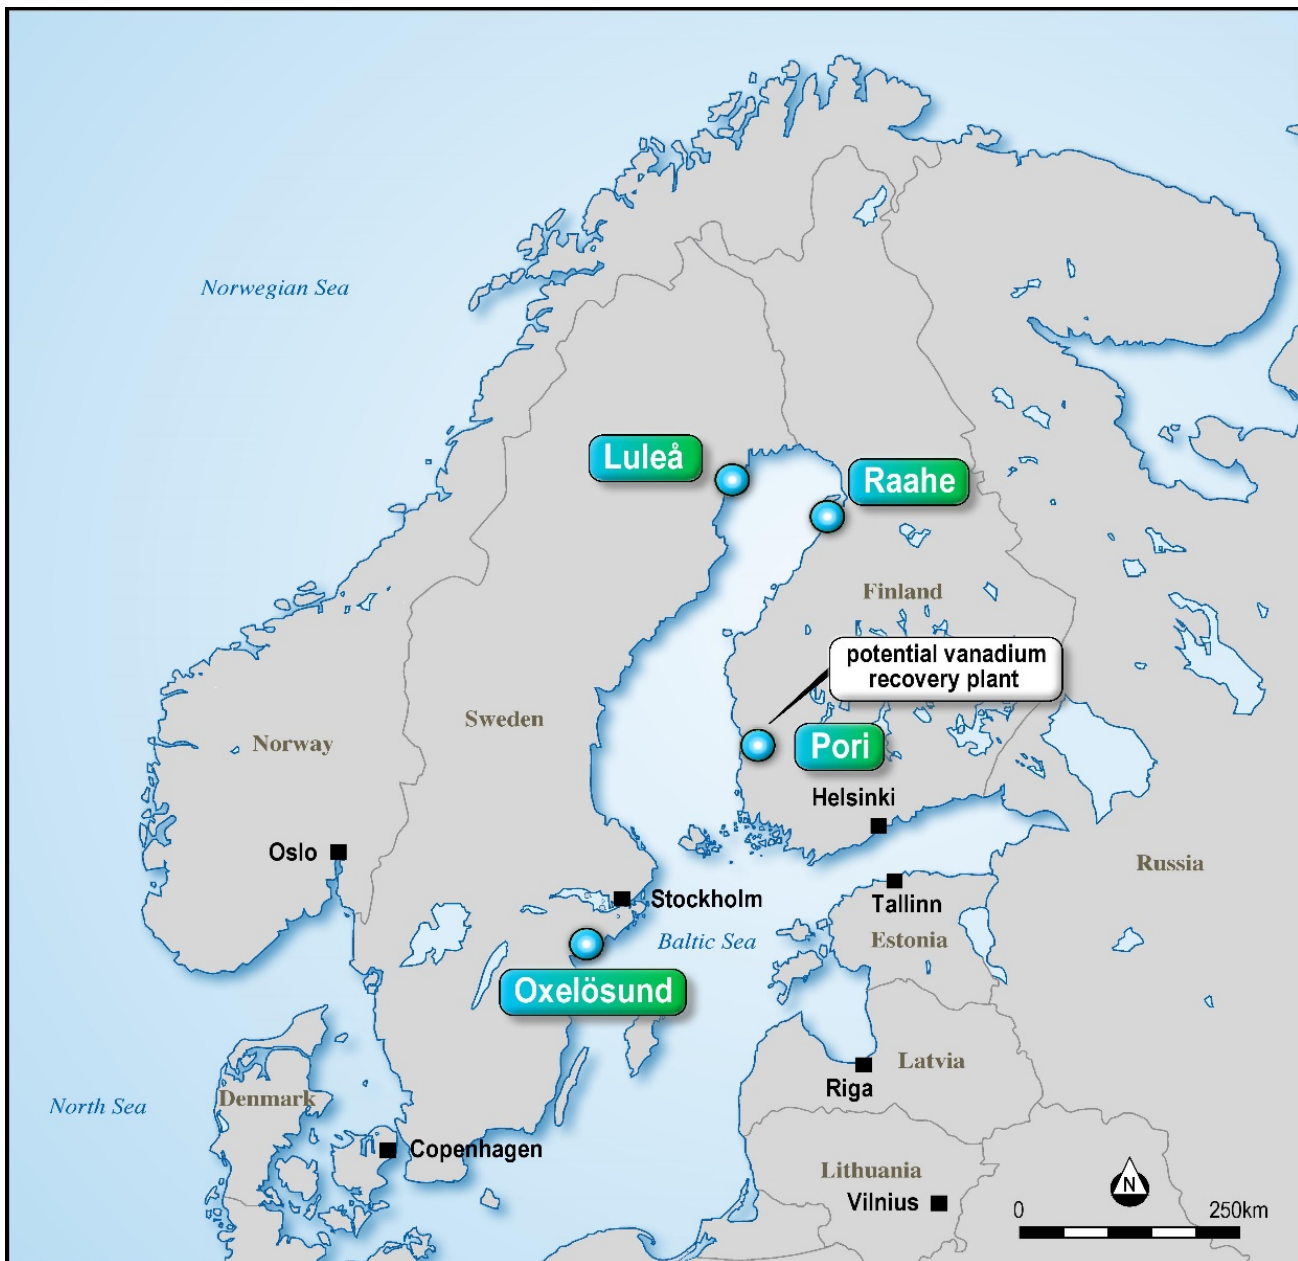 Norwegian Sea
Luleå
Raahe
Finland
potential vanadium
recovery plant
Sweden
Norway
Pori
Helsinki
Oslo
Russia
Stockholm
Tallinn
Baltic Sea
Estonia
Oxelösund
Latvia
Riga
Denmark
North Sea
Copenhagen
Lithuania
Vilnius
N
0 250km